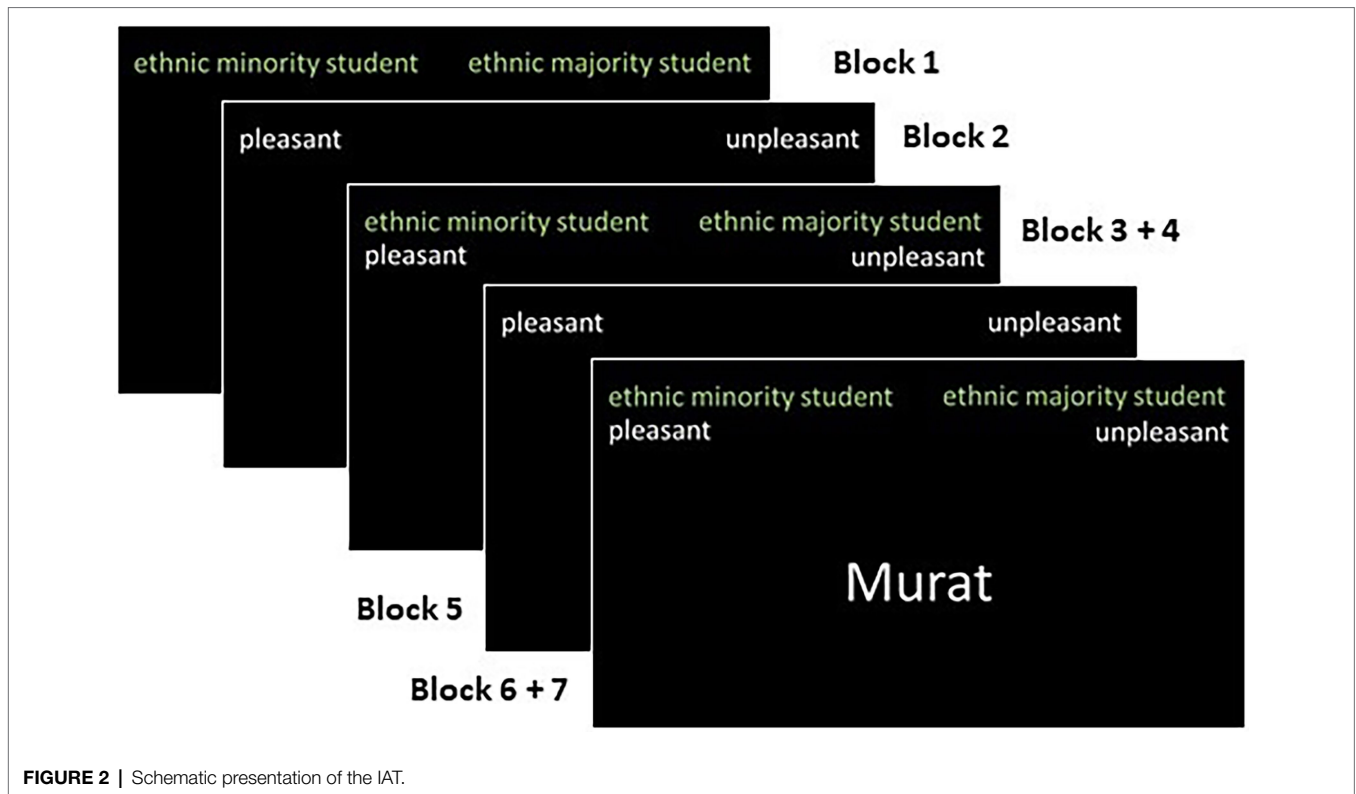 ethnic minority student ethnic majority student Block 1
pleasant unpleasant Block 2
ethnic minority student ethnic majority student Block 3 + 4
pleasant unpleasant
pleasant unpleasant
Block 5
ethnic minority student ethnic majority student
pleasant unpleasant
Murat
Block 6 + 7
FIGURE 2 | Schematic presentation of the IAT.